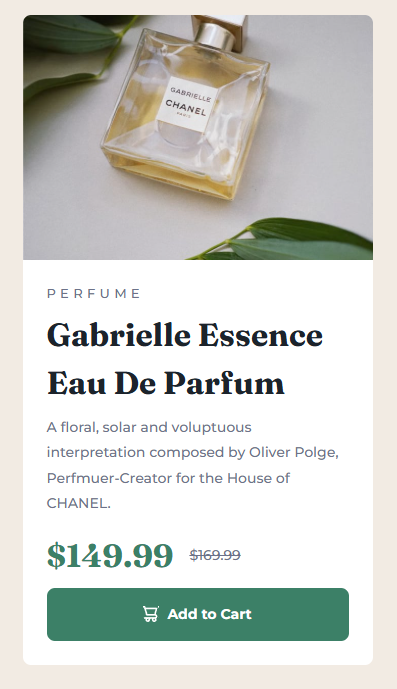 GABRIELLE
CHANEL
PARIS
PERFUME
Gabrielle Essence
Eau De Parfum
A floral, solar and voluptuous
interpretation composed by Oliver Polge,
Perfmuer-Creator for the House of
CHANEL.
$149.99 $169.99
Add to Cart